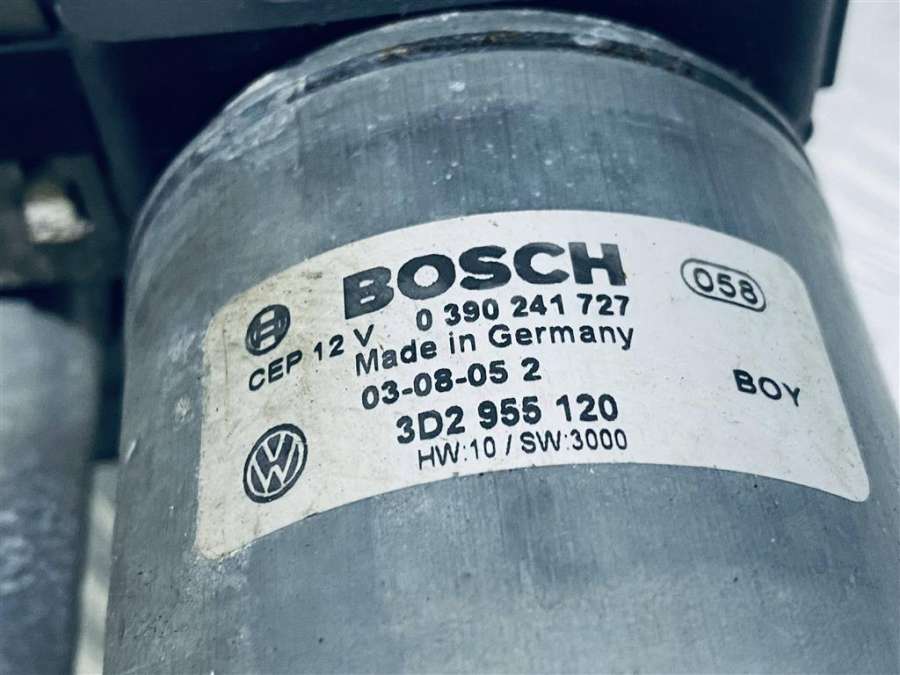 BOSCH
058
CEP 12 V 0 390 241 727
Made in Germany
03-08-05 2
BOY
3D2 955 120
HW:10 / SW:3000